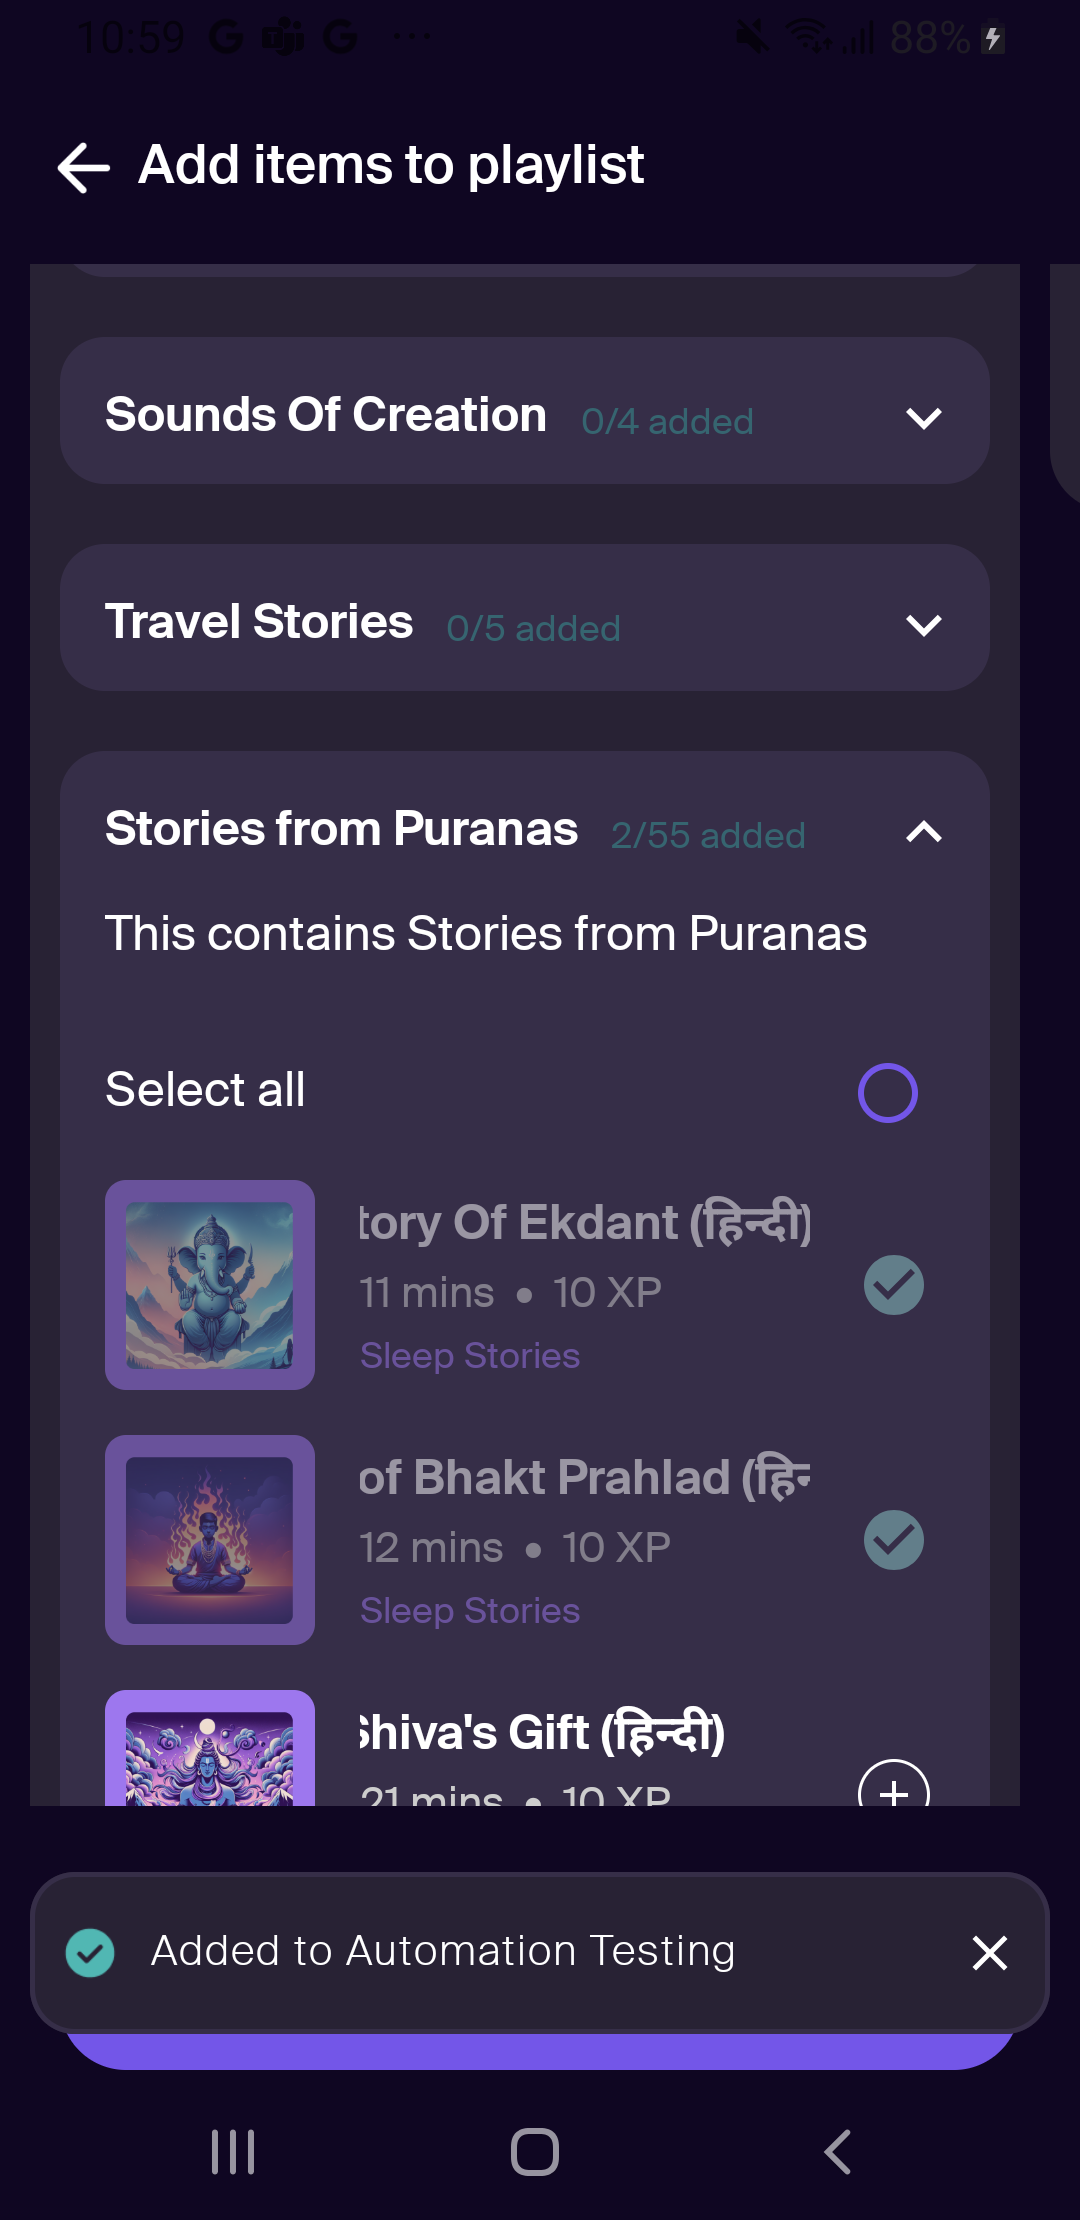 10:59
88%
Add items to playlist
Sounds Of Creation 0/4 added
Travel Stories 0/5 added
Stories from Puranas 2/55 added
This contains Stories from Puranas
Select all
tory Of Ekdant (हिन्दी)
11 mins • 10 XP
Sleep Stories
of Bhakt Prahlad
12 mins • 10 XP
Sleep Stories
Shiva's Gift (हिन्दी)
21 mins • 10 XP
Added to Automation Testing